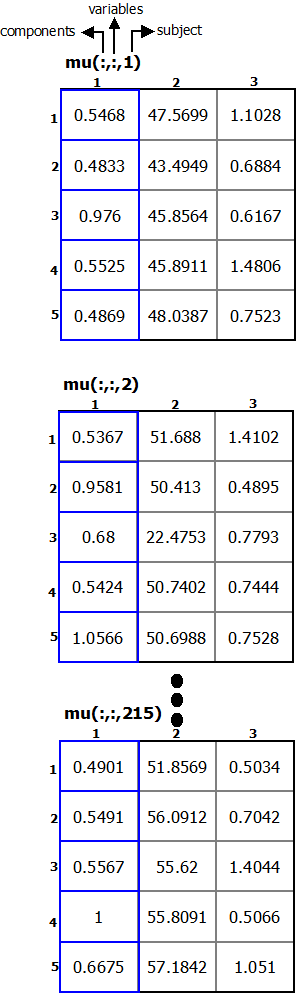 variables
components subject
mu(:,:,1)
1 2 3
1 0.5468 47.5699 1.1028
2 0.4833 43.4949 0.6884
3 0.976 45.8564 0.6167
4 0.5525 45.8911 1.4806
5 0.4869 48.0387 0.7523
mu(:,:,2)
1 2 3
1 0.5367 51.688 1.4102
2 0.9581 50.413 0.4895
3 0.68 22.4753 0.7793
4 0.5424 50.7402 0.7444
5 1.0566 50.6988 0.7528
mu(:,:,215)
1 2 3
1 0.4901 51.8569 0.5034
2 0.5491 56.0912 0.7042
3 0.5567 55.62 1.4044
4 1 55.8091 0.5066
5 0.6675 57.1842 1.051